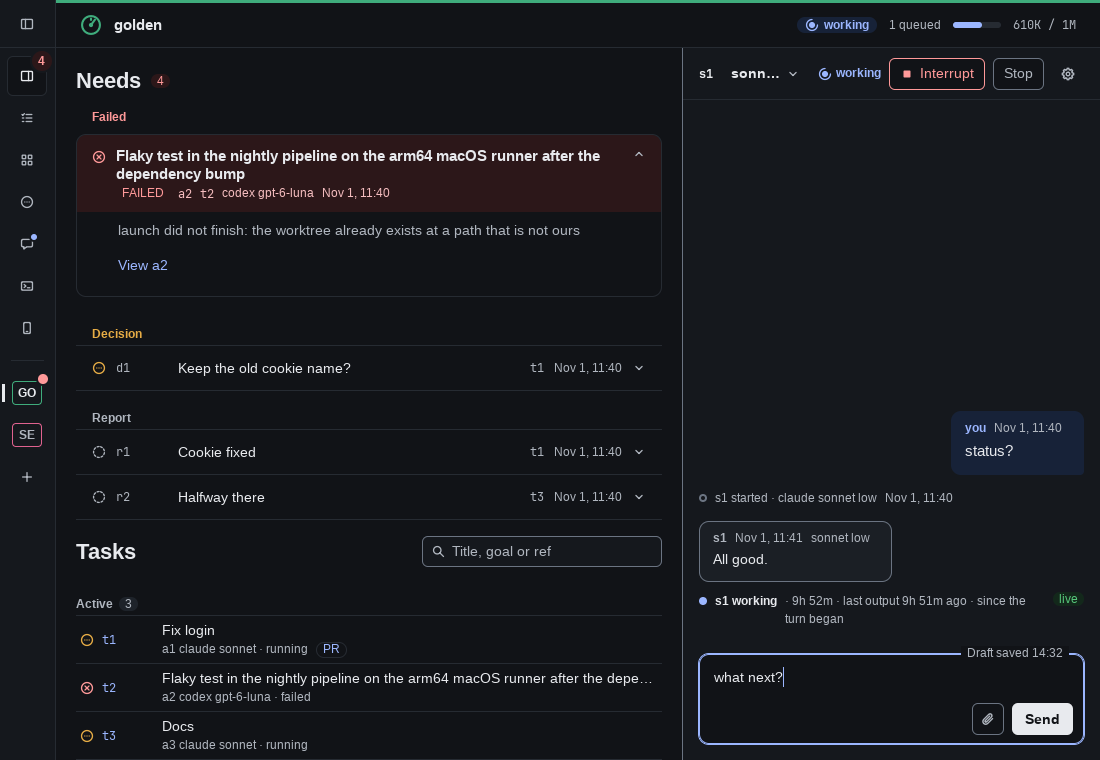 golden
working
1 queued
610K / 1M
4
GO
SE
Needs 4
Failed
Flaky test in the nightly pipeline on the arm64 macOS runner after the
dependency bump
FAILED a2 t2 codex gpt-6-luna Nov 1, 11:40
launch did not finish: the worktree already exists at a path that is not ours
View a2
Decision
d1 Keep the old cookie name? t1 Nov 1, 11:40
Report
r1 Cookie fixed t1 Nov 1, 11:40
r2 Halfway there t3 Nov 1, 11:40
Tasks
Title, goal or ref
Active 3
t1 Fix login
a1 claude sonnet · running PR
t2 Flaky test in the nightly pipeline on the arm64 macOS runner after the depe…
a2 codex gpt-6-luna · failed
t3 Docs
a3 claude sonnet · running
s1 sonn… working Interrupt Stop
you Nov 1, 11:40
status?
s1 started · claude sonnet low Nov 1, 11:40
s1 Nov 1, 11:41 sonnet low
All good.
s1 working · 9h 52m · last output 9h 51m ago · since the
turn began
live
Draft saved 14:32
what next?
Send